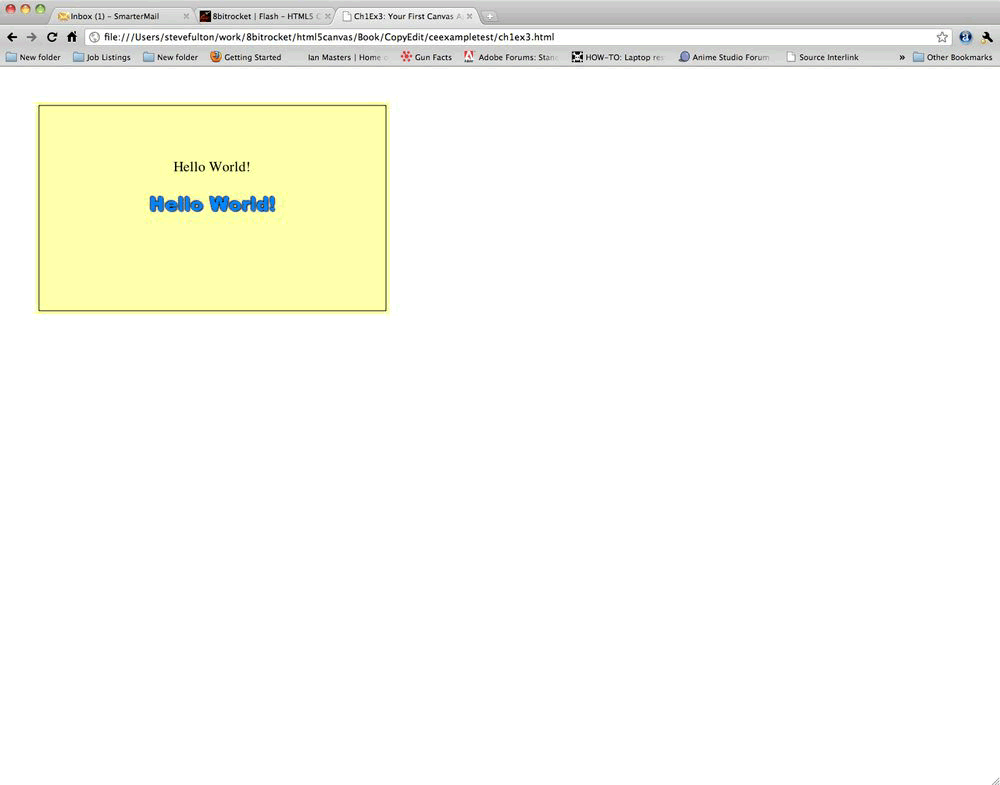 Inbox (1) – SmarterMail
8bitrocket | Flash – HTML5 C
Ch1Ex3: Your First Canvas A
file:///Users/stevefulton/work/8bitrocket/html5canvas/Book/CopyEdit/ceexampletest/ch1ex3.html
New folder Job Listings New folder Getting Started Ian Masters | Home Gun Facts Adobe Forums: Stan HOW-TO: Laptop res Anime Studio Forum Source Interlink » Other Bookmarks
Hello World!
Hello World!